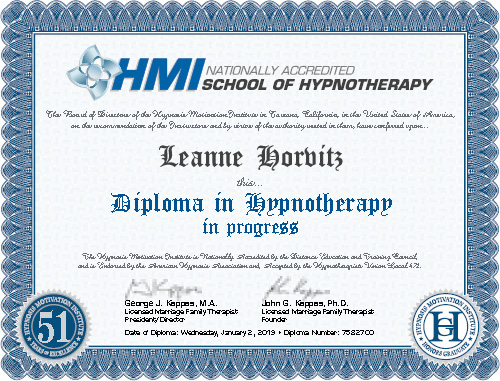 HMI NATIONALLY ACCREDITED
SCHOOL OF HYPNOTHERAPY
The Board of Directors of the Hypnosis Motivation Institute in Tarzana, California, in the United States of America,
on the recommendation of the Instructors and by virtue of the authority vested in them, have conferred upon...
Leanne Horvitz
this...
Diploma in Hypnotherapy
in progress
The Hypnosis Motivation Institute is Nationally Accredited by the Distance Education and Training Council,
and is Endorsed by the American Hypnosis Association and, Accepted by the Hypnotherapists Union Local 472.
George J. Kappas, M.A.
Licensed Marriage Family Therapist
President/Director
John G. Kappas, Ph.D.
Licensed Marriage Family Therapist
Founder
Date of Diploma: Wednesday, January 2, 2019 • Diploma Number: 7582700
HYPNOSIS MOTIVATION INSTITUTE
51
YEARS OF EXCELLENCE
HYPNOSIS MOTIVATION INSTITUTE
H
HONORS GRADUATE